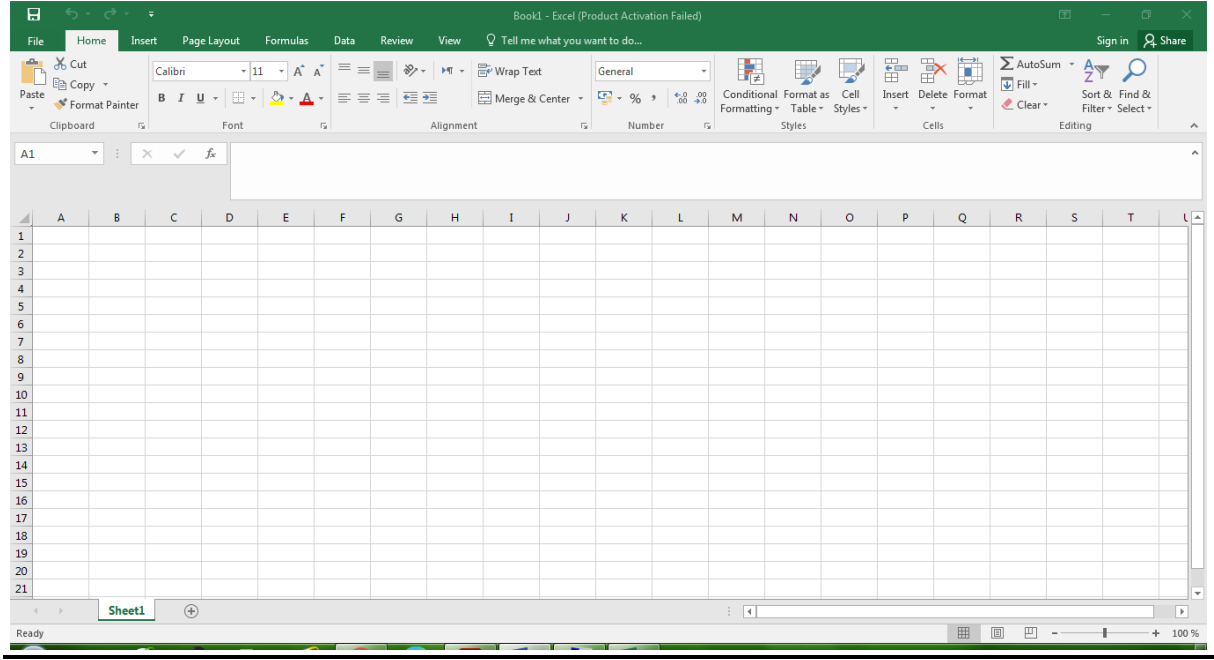 Book1 - Excel (Product Activation Failed)
File Home Insert Page Layout Formulas Data Review View Tell me what you want to do... Sign in Share
Cut
Copy
Format Painter
Paste
Clipboard
Calibri 11
B I U
Font
Wrap Text
Merge & Center
Alignment
General
% ,
Number
Conditional Formatting
Format as Table
Cell Styles
Styles
Insert Delete Format
Cells
AutoSum
Fill
Clear
Sort & Filter
Find & Select
Editing
A1 fx
A B C D E F G H I J K L M N O P Q R S T U
1
2
3
4
5
6
7
8
9
10
11
12
13
14
15
16
17
18
19
20
21
Sheet1
Ready 100 %